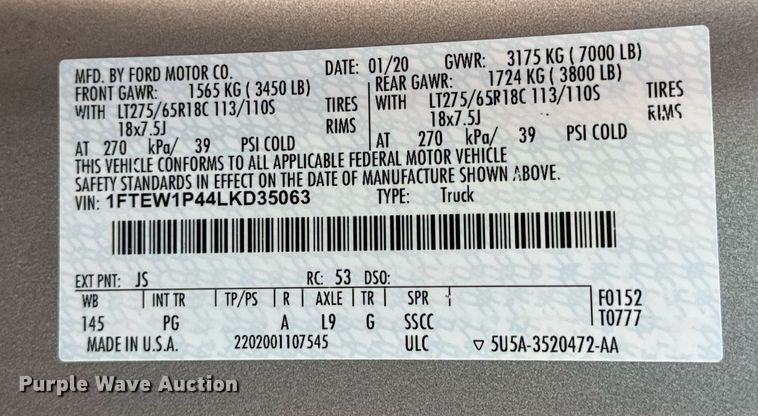 MFD. BY FORD MOTOR CO. DATE: 01/20 GVWR: 3175 KG ( 7000 LB)
FRONT GAWR: 1565 KG ( 3450 LB) REAR GAWR: 1724 KG ( 3800 LB)
WITH LT275/65R18C 113/110S TIRES WITH LT275/65R18C 113/110S TIRES
18x7.5J RIMS 18x7.5J RIMS
AT 270 kPa/ 39 PSI COLD AT 270 kPa/ 39 PSI COLD
THIS VEHICLE CONFORMS TO ALL APPLICABLE FEDERAL MOTOR VEHICLE
SAFETY STANDARDS IN EFFECT ON THE DATE OF MANUFACTURE SHOWN ABOVE.
VIN: 1FTEW1P44LKD35063 TYPE: Truck
EXT PNT: JS RC: 53 DSO:
WB INT TR TP/PS R AXLE TR SPR F0152
145 PG A L9 G SSCC T0777
MADE IN U.S.A. 2202001107545 ULC ▽ 5U5A-3520472-AA
Purple Wave Auction